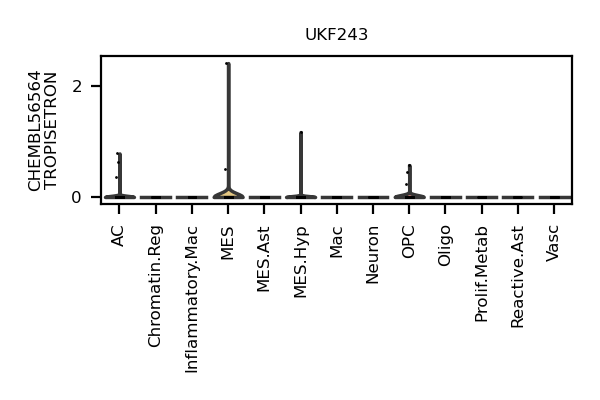 UKF243
CHEMBL56564
TROPISETRON
2
0
AC
Chromatin.Reg
Inflammatory.Mac
MES
MES.Ast
MES.Hyp
Mac
Neuron
OPC
Oligo
Prolif.Metab
Reactive.Ast
Vasc